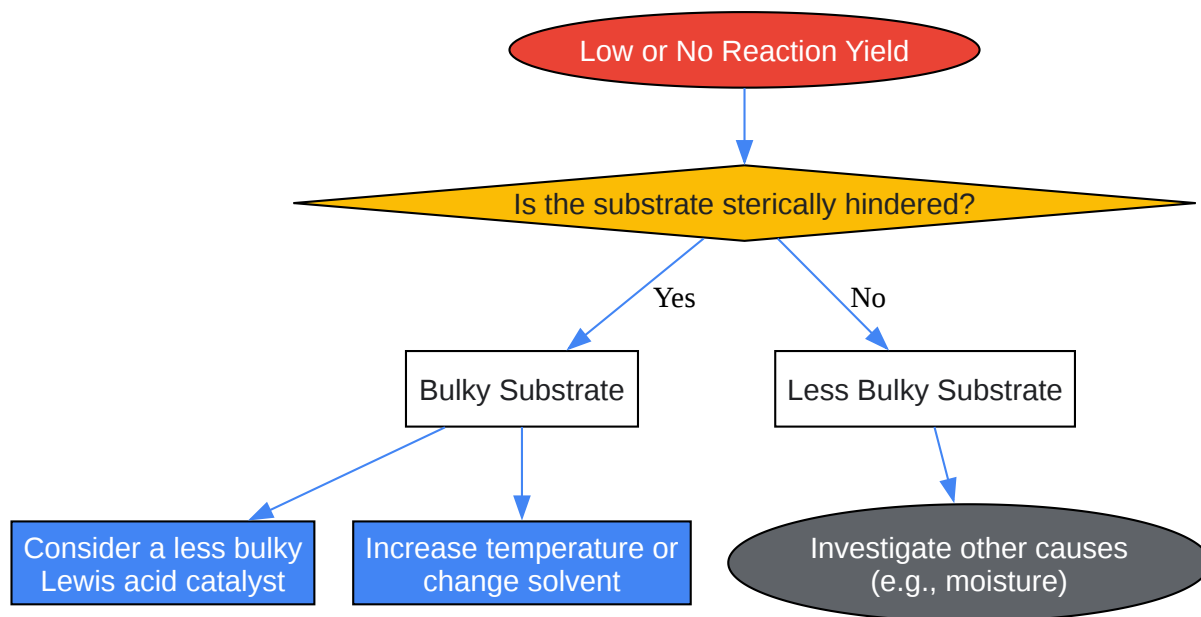 Low or No Reaction Yield
Is the substrate sterically hindered?
Yes
No
Bulky Substrate
Less Bulky Substrate
Consider a less bulky
Lewis acid catalyst
Increase temperature or
change solvent
Investigate other causes
(e.g., moisture)